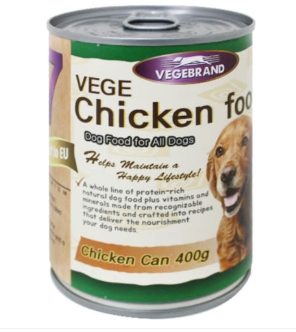 VEGEBRAND
VEGE
Chicken foo
Dog Food for All Dogs
EU
Helps Maintain a
Happy Lifestyle!
A whole line of protein-rich
natural dog food plus vitamins and
minerals made from recognizable
ingredients and crafted into recipes
that deliver the nourishment
your dog needs.
Chicken Can 400g